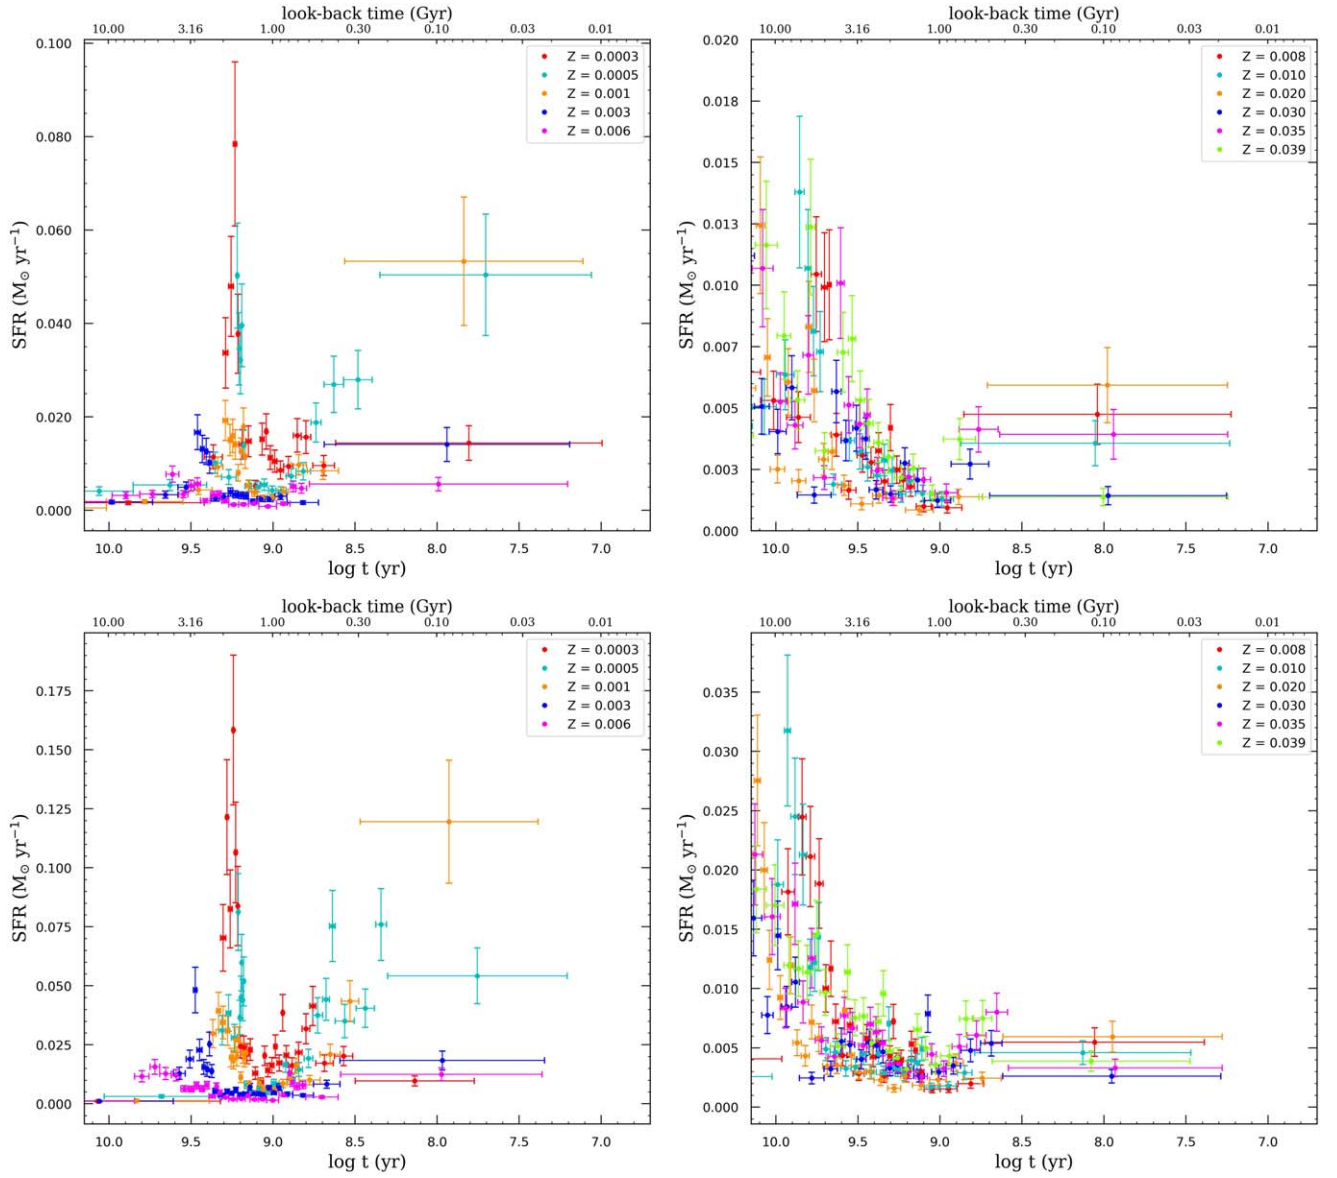 look-back time (Gyr)
10.00 3.16 1.00 0.30 0.10 0.03 0.01
0.100
0.080
0.060
0.040
0.020
0.000
SFR (M⊙ yr−1)
Z = 0.0003
Z = 0.0005
Z = 0.001
Z = 0.003
Z = 0.006
10.0 9.5 9.0 8.5 8.0 7.5 7.0
log t (yr)
look-back time (Gyr)
10.00 3.16 1.00 0.30 0.10 0.03 0.01
0.020
0.018
0.015
0.013
0.010
0.007
0.005
0.003
0.000
SFR (M⊙ yr−1)
Z = 0.008
Z = 0.010
Z = 0.020
Z = 0.030
Z = 0.035
Z = 0.039
10.0 9.5 9.0 8.5 8.0 7.5 7.0
log t (yr)
look-back time (Gyr)
10.00 3.16 1.00 0.30 0.10 0.03 0.01
0.175
0.150
0.125
0.100
0.075
0.050
0.025
0.000
SFR (M⊙ yr−1)
Z = 0.0003
Z = 0.0005
Z = 0.001
Z = 0.003
Z = 0.006
10.0 9.5 9.0 8.5 8.0 7.5 7.0
log t (yr)
look-back time (Gyr)
10.00 3.16 1.00 0.30 0.10 0.03 0.01
0.035
0.030
0.025
0.020
0.015
0.010
0.005
0.000
SFR (M⊙ yr−1)
Z = 0.008
Z = 0.010
Z = 0.020
Z = 0.030
Z = 0.035
Z = 0.039
10.0 9.5 9.0 8.5 8.0 7.5 7.0
log t (yr)